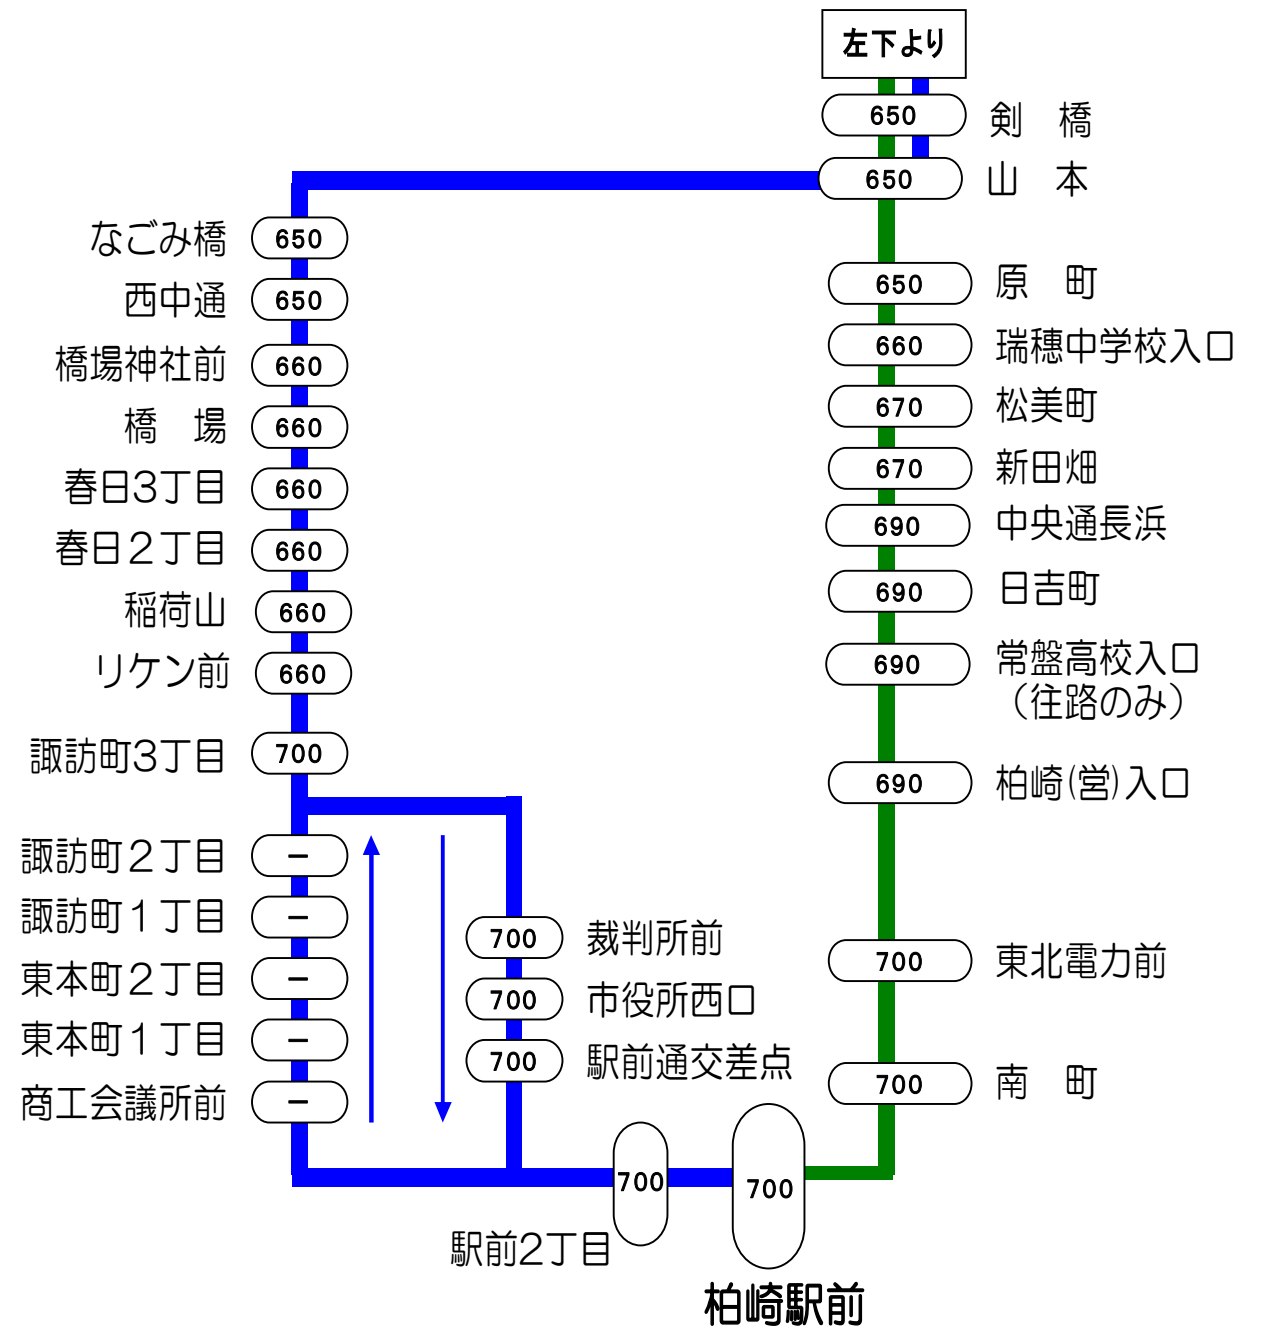 左下より
650 剣　橋
650 山　本
なごみ橋 650
西中通 650
橋場神社前 660
橋　場 660
春日3丁目 660
春日２丁目 660
稲荷山 660
リケン前 660
諏訪町3丁目 700
諏訪町２丁目 －
諏訪町１丁目 －
東本町２丁目 －
東本町１丁目 －
商工会議所前 －
700 裁判所前
700 市役所西口
700 駅前通交差点
700
駅前2丁目
650 原　町
660 瑞穂中学校入口
670 松美町
670 新田畑
690 中央通長浜
690 日吉町
690 常盤高校入口
（往路のみ）
690 柏崎(営)入口
700 東北電力前
700 南　町
700
柏崎駅前